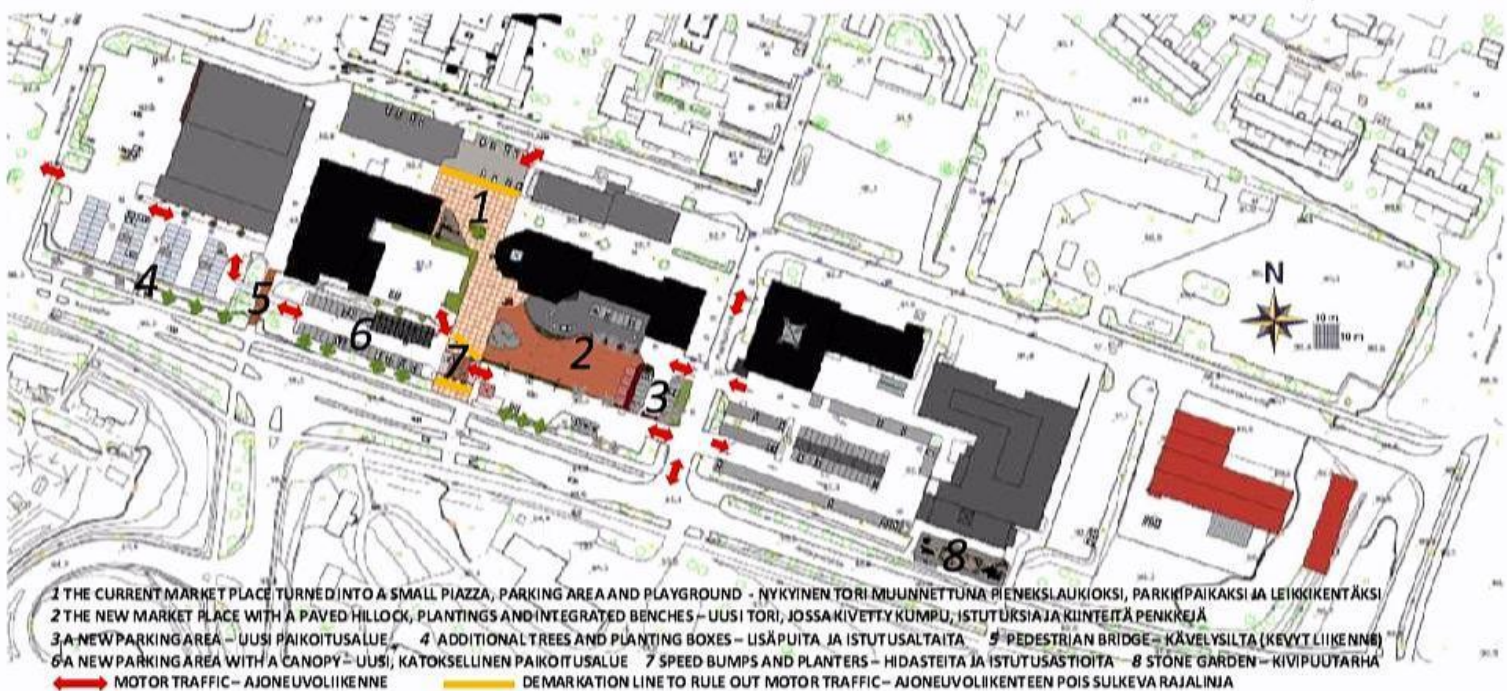 1
2
3
4
5
6
7
8
N
10 m
10 m
1 THE CURRENT MARKET PLACE TURNED INTO A SMALL PIAZZA, PARKING AREA AND PLAYGROUND - NYKYINEN TORI MUUNNETTUNA PIENEKSI AUKIOKSI, PARKKIPAIKAKSI JA LEIKKIKENTÄKSI
2 THE NEW MARKET PLACE WITH A PAVED HILLOCK, PLANTINGS AND INTEGRATED BENCHES – UUSI TORI, JOSSA KIVETTY KUMPU, ISTUTUKSIA JA KIINTEITÄ PENKKEJÄ
3 A NEW PARKING AREA – UUSI PAIKOITUSALUE 4 ADDITIONAL TREES AND PLANTING BOXES – LISÄPUITA JA ISTUTUSALTAITA 5 PEDESTRIAN BRIDGE – KÄVELYSILTA (KEVYT LIIKENNE)
6 A NEW PARKING AREA WITH A CANOPY – UUSI, KATOKSELLINEN PAIKOITUSALUE 7 SPEED BUMPS AND PLANTERS – HIDASTEITA JA ISTUTUSASTIOITA 8 STONE GARDEN – KIVIPUUTARHA
MOTOR TRAFFIC – AJONEUVOLIIKENNE DEMARKATION LINE TO RULE OUT MOTOR TRAFFIC – AJONEUVOLIIKENTEEN POIS SULKEVA RAJALINJA